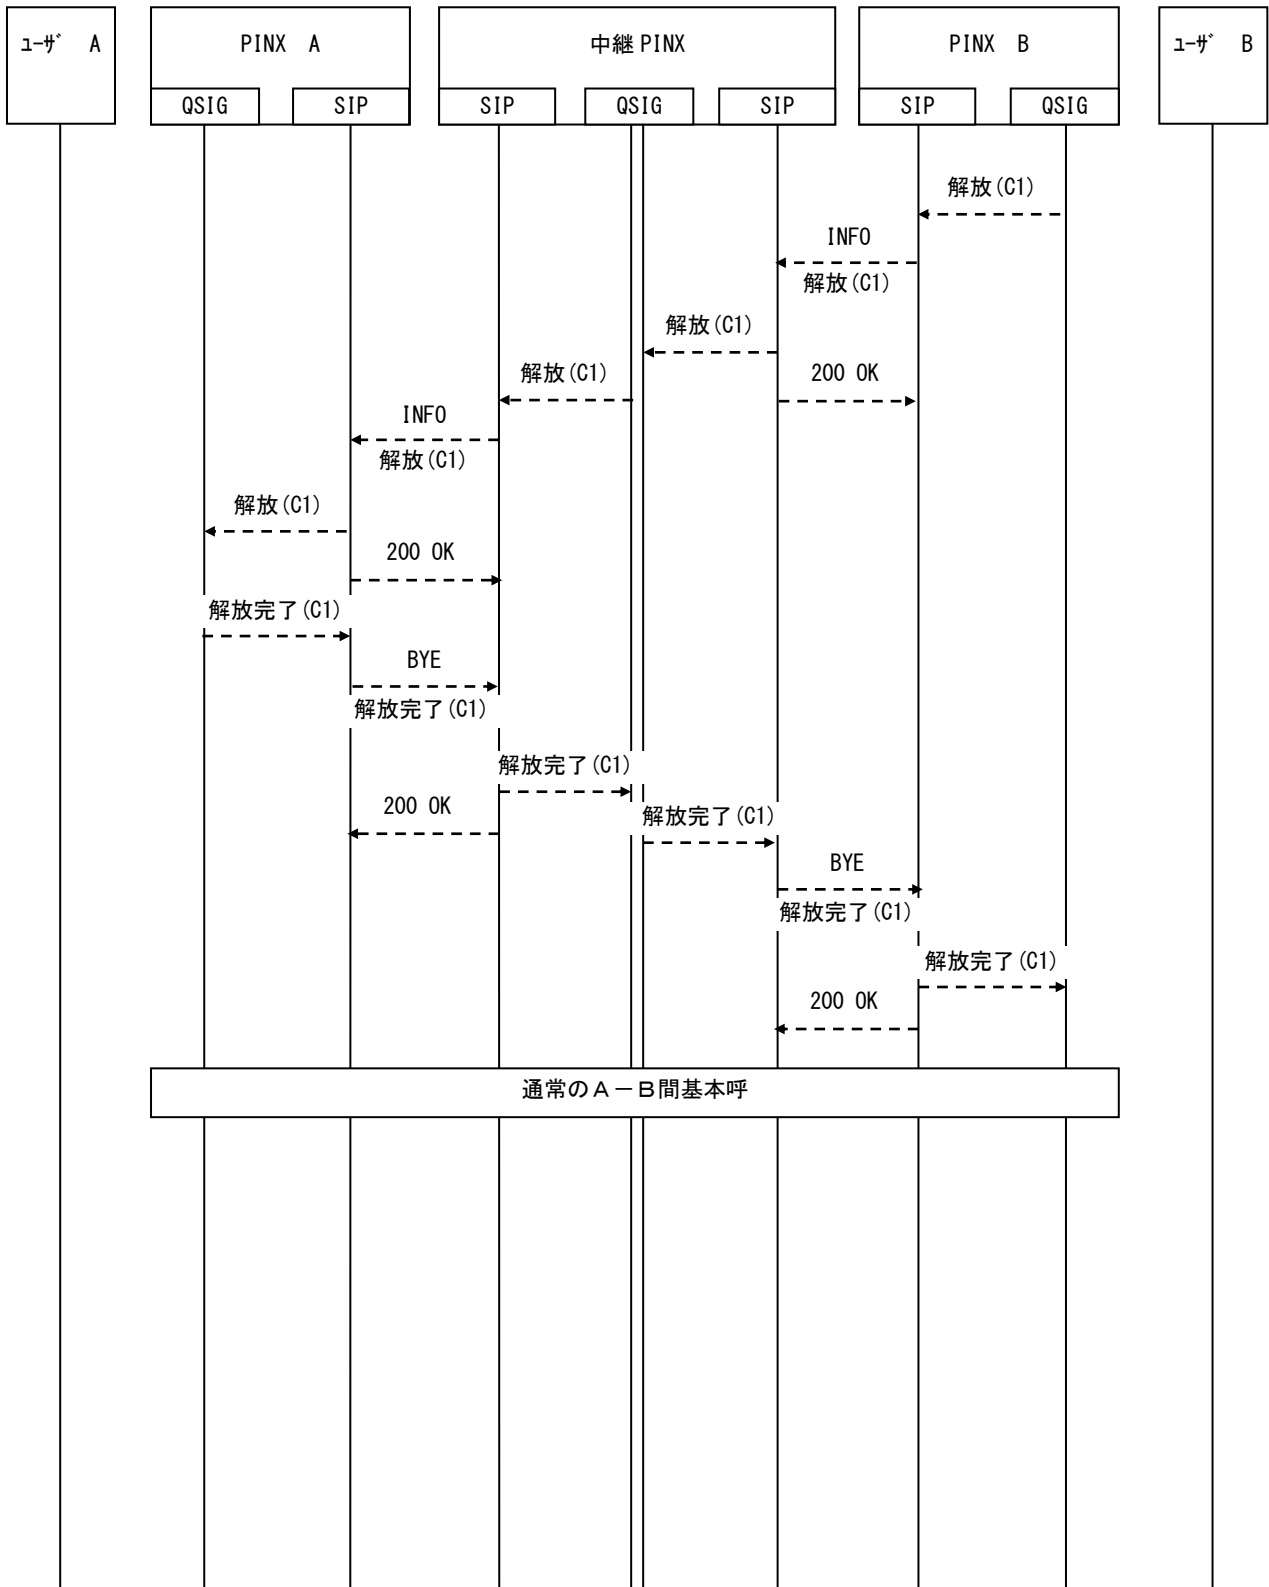 ﾕｰｻﾞ A
PINX A
中継 PINX
PINX B
ﾕｰｻﾞ B
QSIG
SIP
SIP
QSIG
SIP
SIP
QSIG
解放(C1)
INFO
解放(C1)
解放(C1)
解放(C1)
200 OK
INFO
解放(C1)
解放(C1)
200 OK
解放完了(C1)
BYE
解放完了(C1)
解放完了(C1)
200 OK
解放完了(C1)
BYE
解放完了(C1)
解放完了(C1)
200 OK
通常のＡ－Ｂ間基本呼